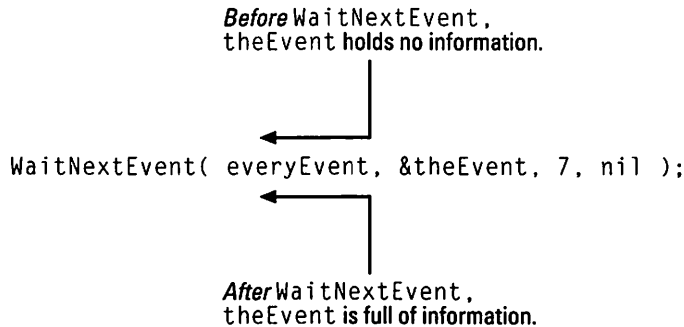 Before WaitNextEvent,
theEvent holds no information.
WaitNextEvent( everyEvent, &theEvent, 7, nil );
After WaitNextEvent,
theEvent is full of information.